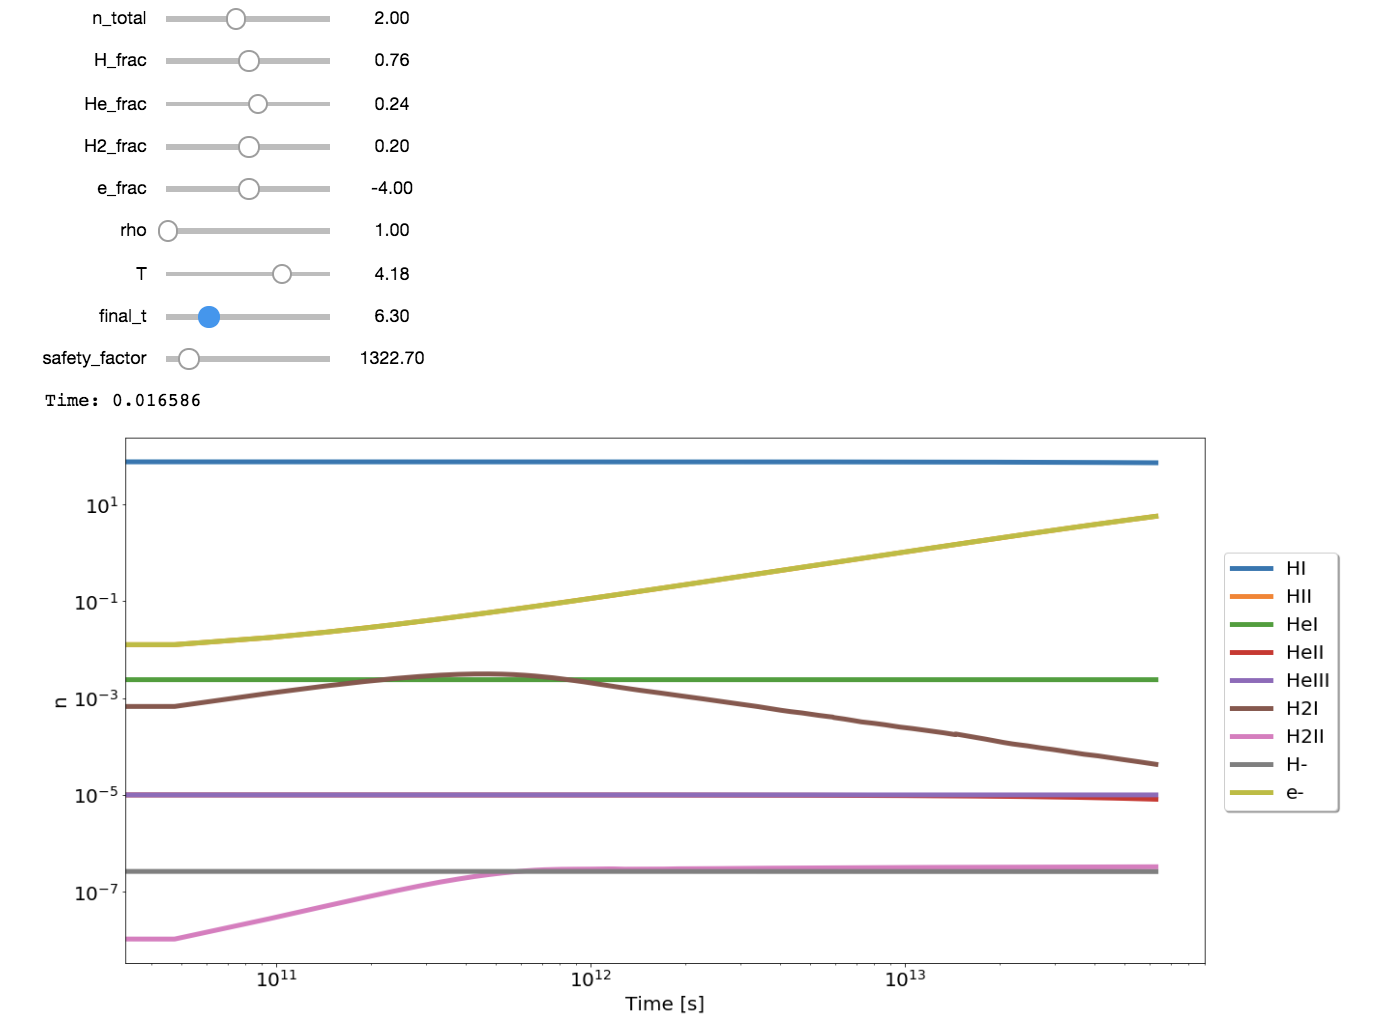 n_total 2.00
H_frac 0.76
He_frac 0.24
H2_frac 0.20
e_frac -4.00
rho 1.00
T 4.18
final_t 6.30
safety_factor 1322.70
Time: 0.016586
10¹
10⁻¹
10⁻³
10⁻⁵
10⁻⁷
n
10¹¹ 10¹² 10¹³
Time [s]
HI
HII
HeI
HeII
HeIII
H2I
H2II
H-
e-